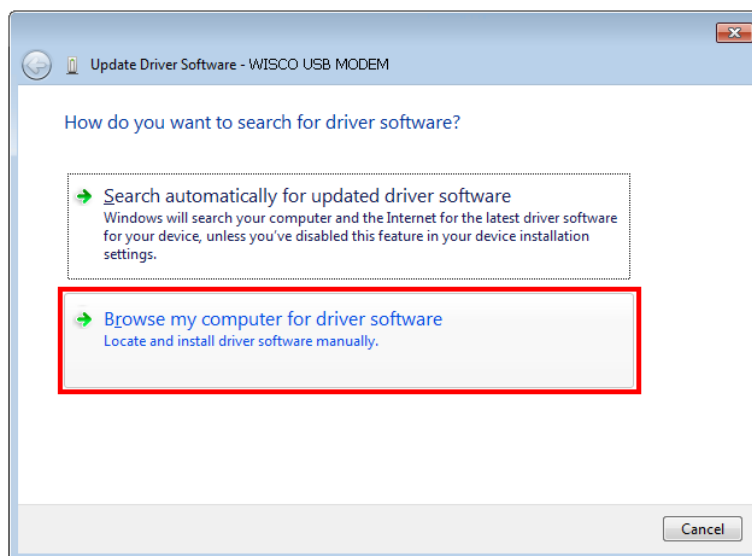 Update Driver Software - WISCO USB MODEM
How do you want to search for driver software?
Search automatically for updated driver software
Windows will search your computer and the Internet for the latest driver software
for your device, unless you've disabled this feature in your device installation
settings.
Browse my computer for driver software
Locate and install driver software manually.
Cancel